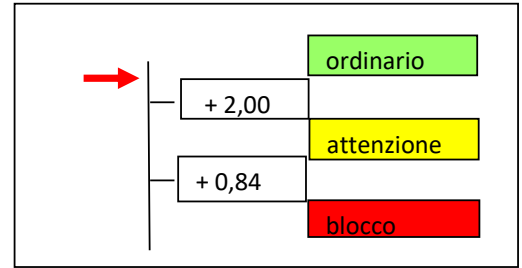 ordinario
+ 2,00
attenzione
+ 0,84
blocco